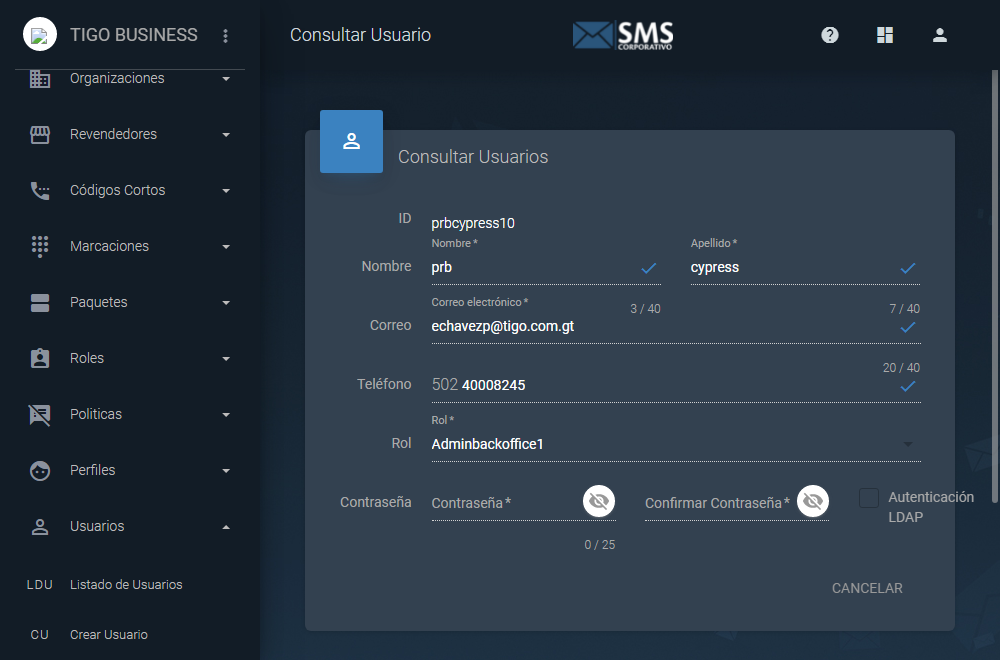 TIGO BUSINESS
Consultar Usuario
SMS
CORPORATIVO
Organizaciones
Revendedores
Códigos Cortos
Marcaciones
Paquetes
Roles
Politicas
Perfiles
Usuarios
LDU Listado de Usuarios
CU Crear Usuario
Consultar Usuarios
ID prbcypress10
Nombre * Apellido *
Nombre prb cypress
3 / 40 7 / 40
Correo electrónico *
Correo echavezp@tigo.com.gt
20 / 40
Teléfono 502 40008245
Rol *
Rol Adminbackoffice1
Contraseña Contraseña * Confirmar Contraseña * Autenticación
LDAP
0 / 25
CANCELAR